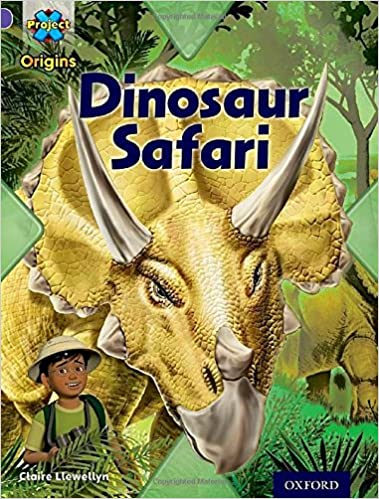 Project
X
Origins
Dinosaur
Safari
Claire Llewellyn
OXFORD